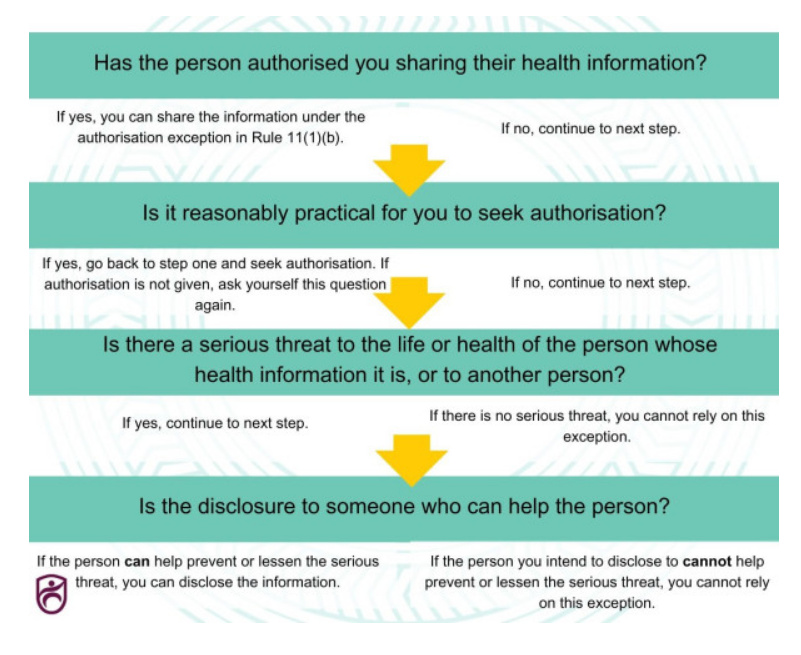 Has the person authorised you sharing their health information?
If yes, you can share the information under the
authorisation exception in Rule 11(1)(b).
If no, continue to next step.
Is it reasonably practical for you to seek authorisation?
If yes, go back to step one and seek authorisation. If
authorisation is not given, ask yourself this question
again.
If no, continue to next step.
Is there a serious threat to the life or health of the person whose
health information it is, or to another person?
If yes, continue to next step.
If there is no serious threat, you cannot rely on this
exception.
Is the disclosure to someone who can help the person?
If the person can help prevent or lessen the serious
threat, you can disclose the information.
If the person you intend to disclose to cannot help
prevent or lessen the serious threat, you cannot rely
on this exception.